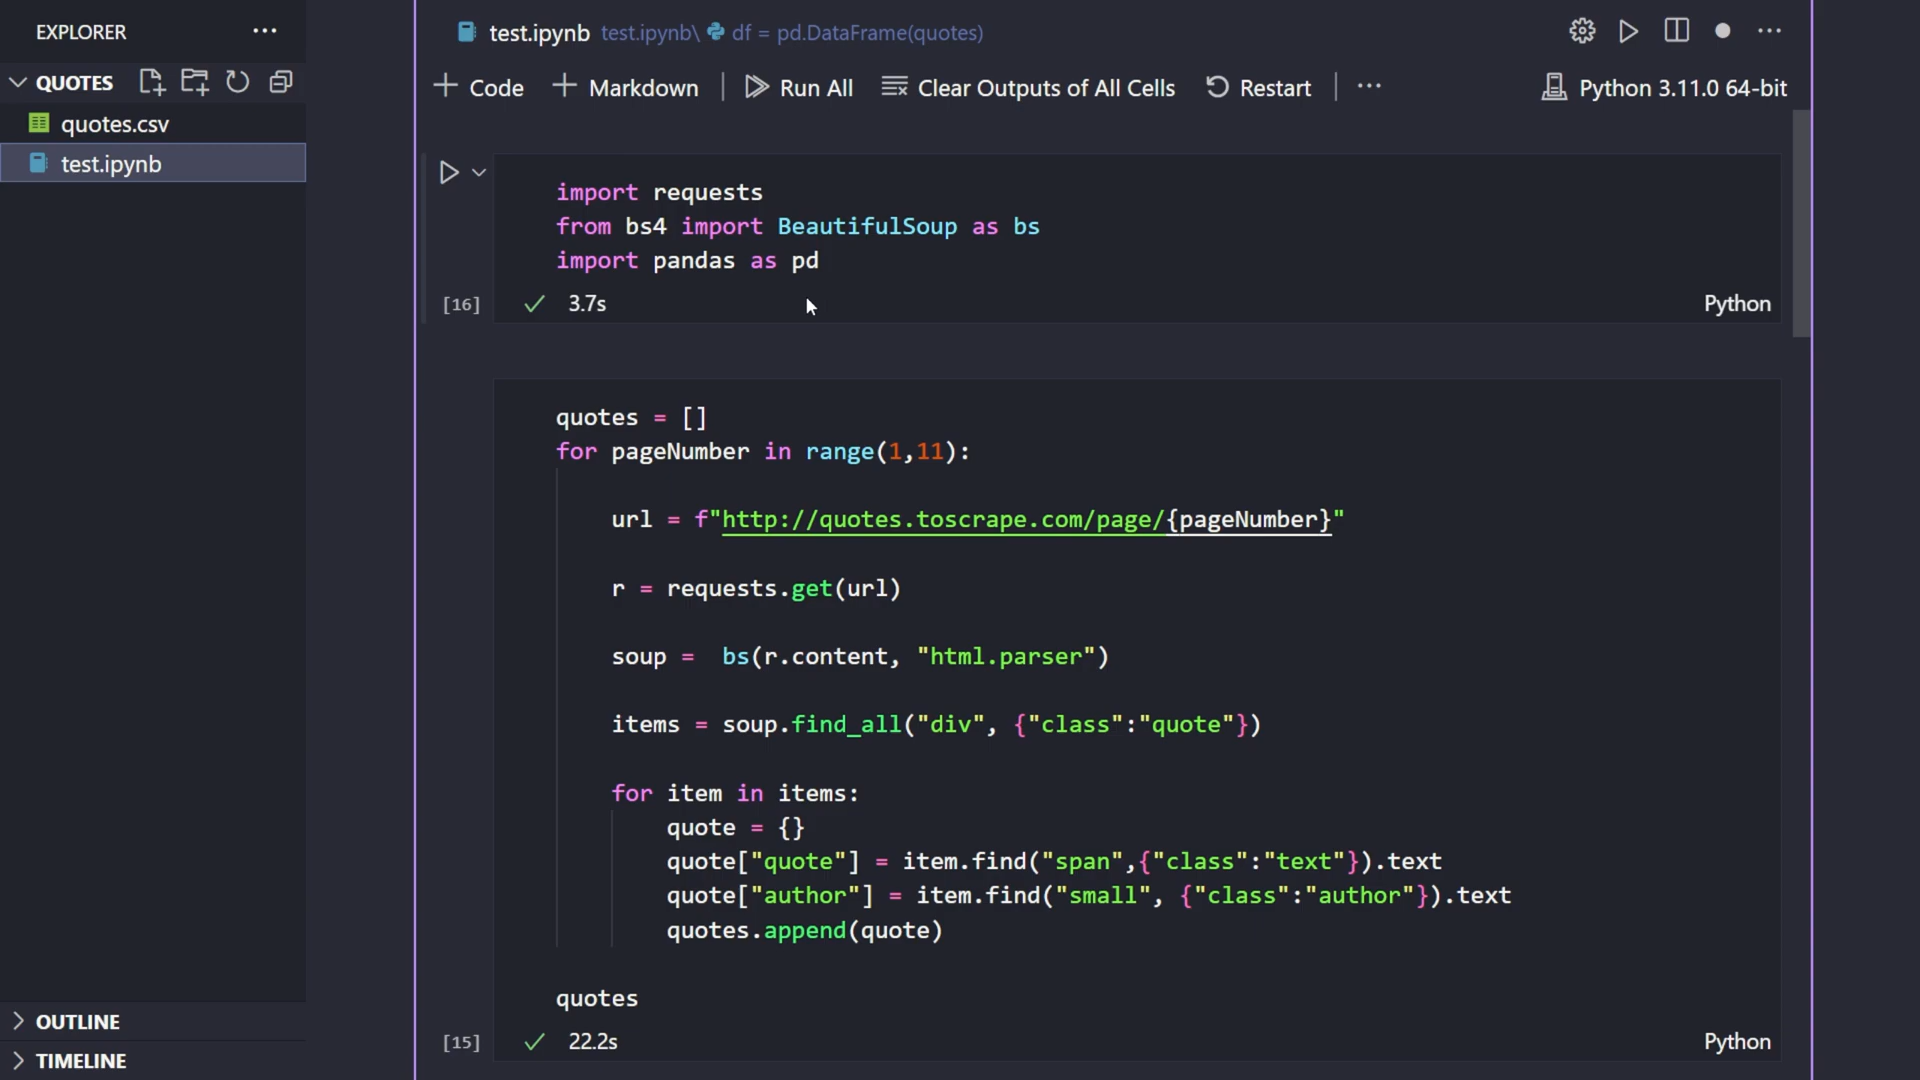 EXPLORER
QUOTES
quotes.csv
test.ipynb
OUTLINE
TIMELINE
test.ipynb test.ipynb\ df = pd.DataFrame(quotes)
Code Markdown Run All Clear Outputs of All Cells Restart Python 3.11.0 64-bit
import requests
from bs4 import BeautifulSoup as bs
import pandas as pd
[16] 3.7s Python
quotes = []
for pageNumber in range(1,11):
url = f"http://quotes.toscrape.com/page/{pageNumber}"
r = requests.get(url)
soup =  bs(r.content, "html.parser")
items = soup.find_all("div", {"class":"quote"})
for item in items:
quote = {}
quote["quote"] = item.find("span",{"class":"text"}).text
quote["author"] = item.find("small", {"class":"author"}).text
quotes.append(quote)
quotes
[15] 22.2s Python